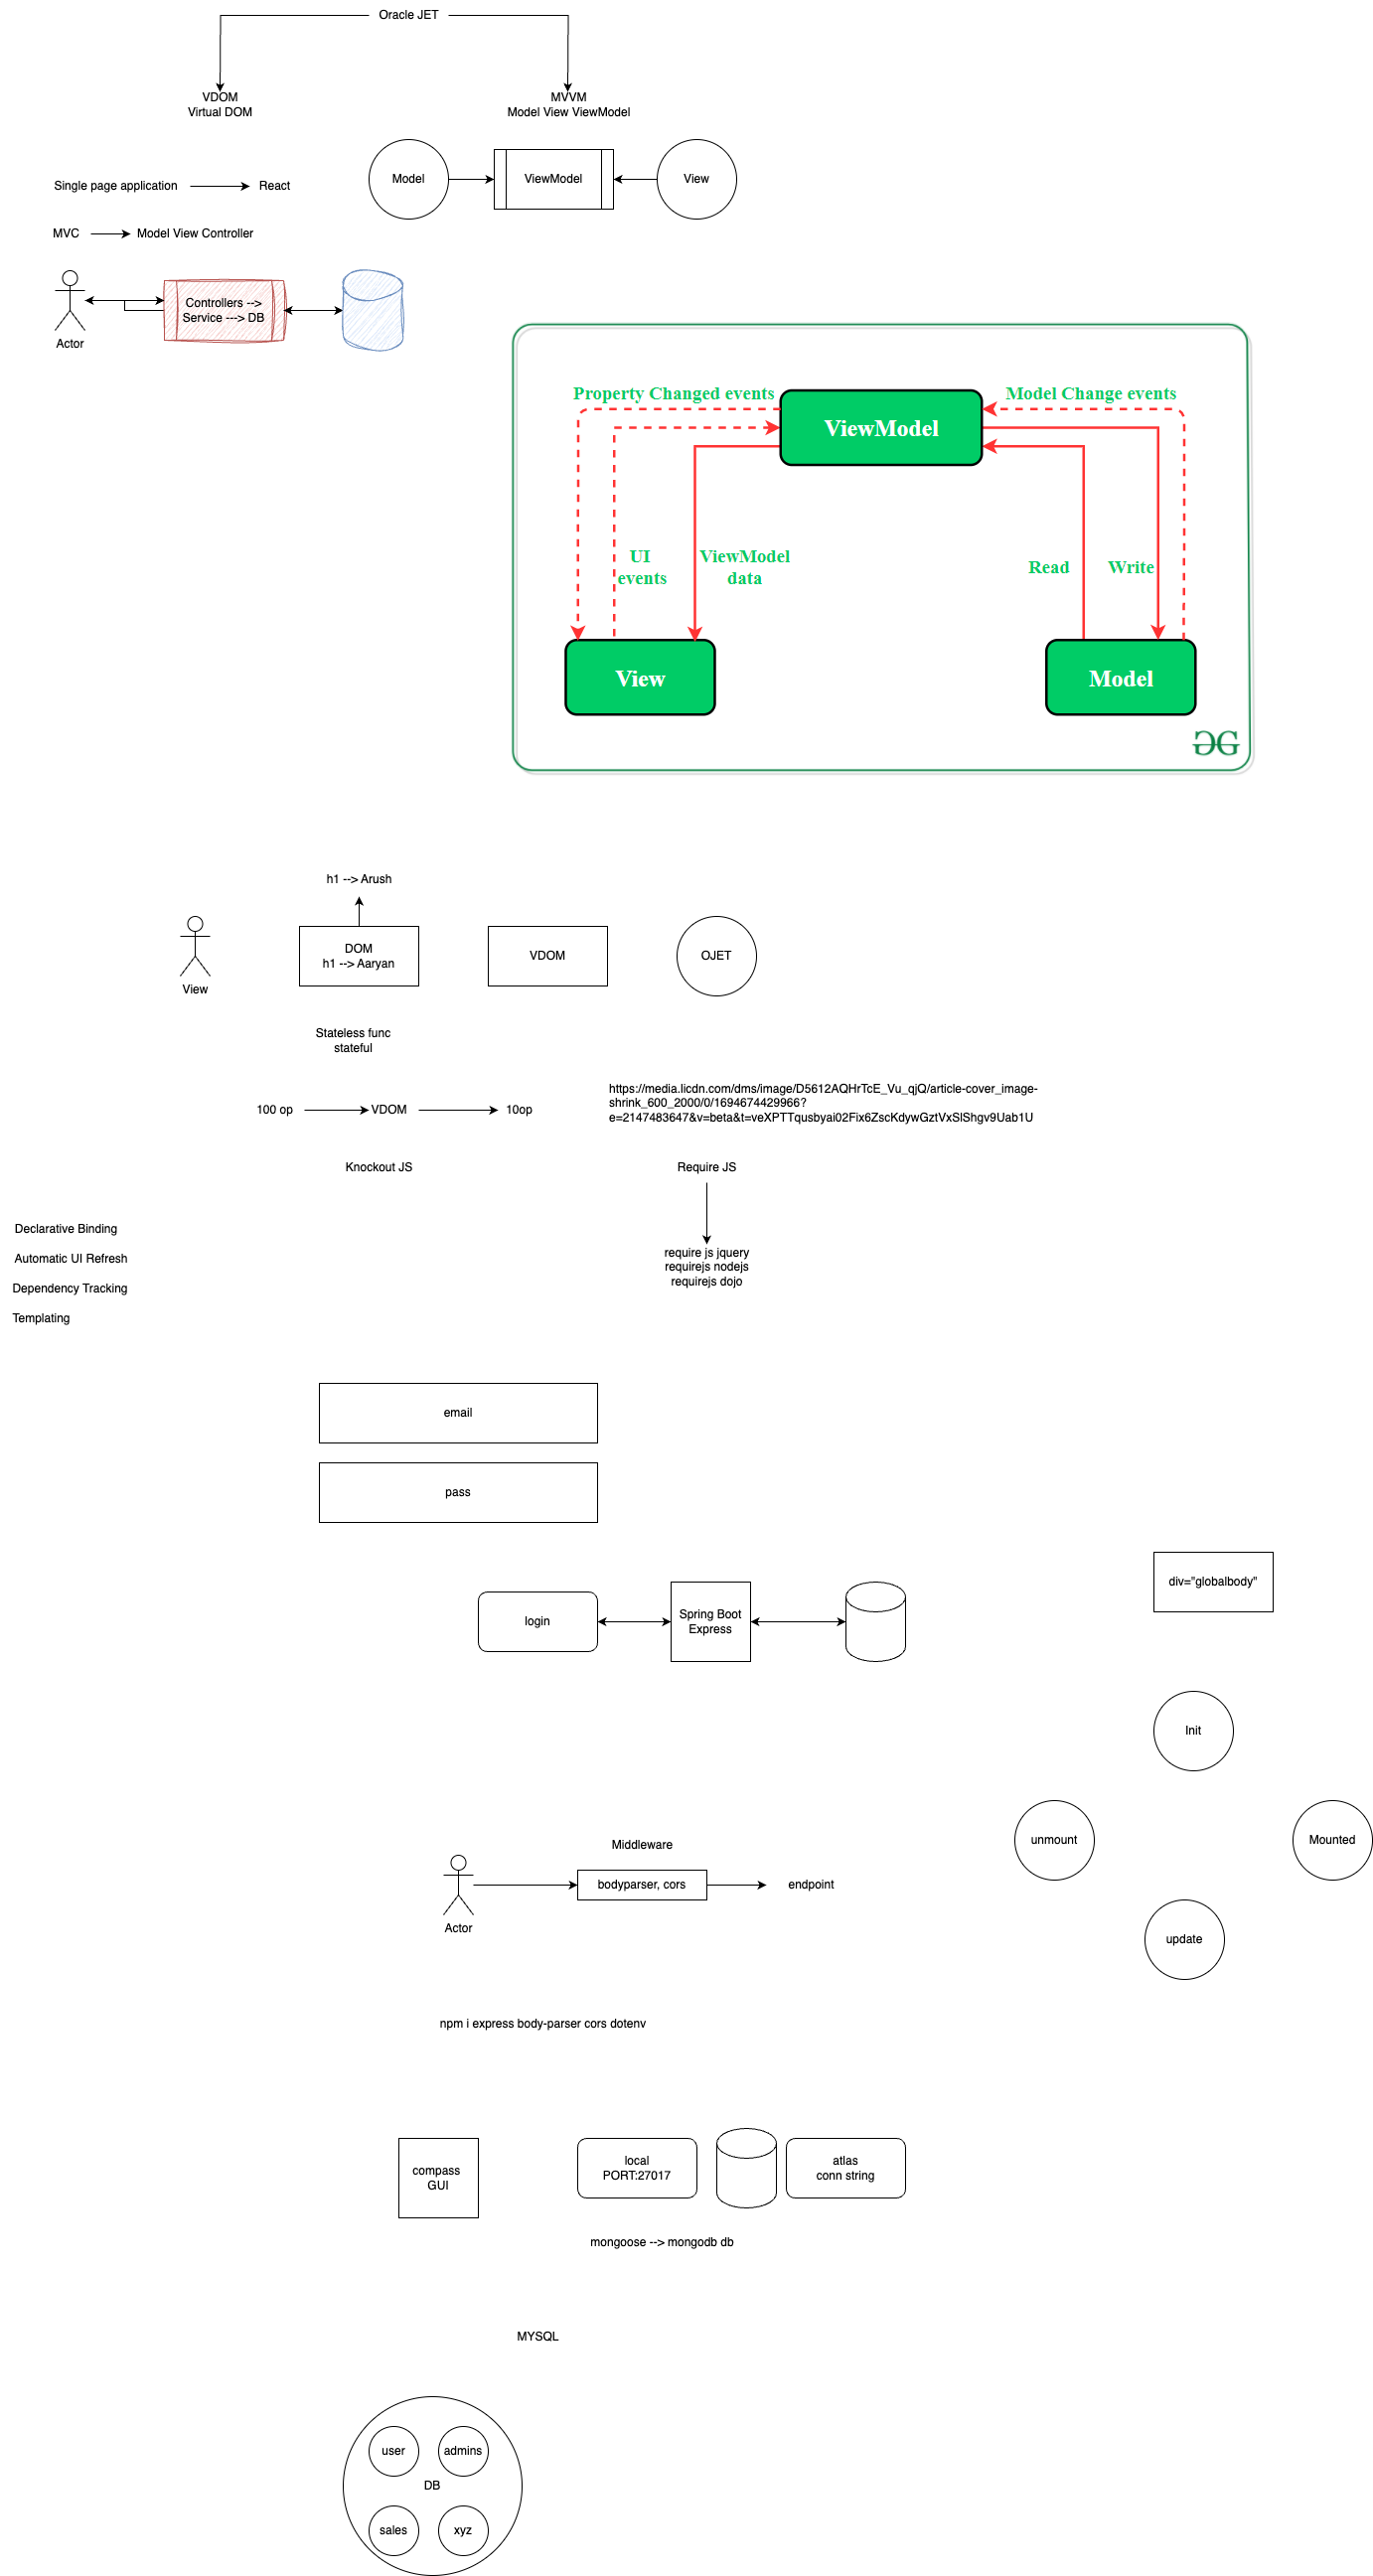 Oracle JET
VDOM
Virtual DOM
MVVM
Model View ViewModel
Model
ViewModel
View
Single page application
React
MVC
Model View Controller
Controllers -->
Service ---> DB
Actor
Property Changed events
ViewModel
Model Change events
UI
events
ViewModel
data
Read
Write
View
Model
h1 --> Arush
DOM
h1 --> Aaryan
VDOM
OJET
View
Stateless func
stateful
https://media.licdn.com/dms/image/D5612AQHrTcE_Vu_qjQ/article-cover_image-
shrink_600_2000/0/1694674429966?
e=2147483647&v=beta&t=veXPTTqusbyai02Fix6ZscKdywGztVxSlShgv9Uab1U
100 op
VDOM
10op
Knockout JS
Require JS
Declarative Binding
Automatic UI Refresh
Dependency Tracking
Templating
require js jquery
requirejs nodejs
requirejs dojo
email
pass
div="globalbody"
login
Spring Boot
Express
Init
unmount
Mounted
update
Middleware
bodyparser, cors
endpoint
Actor
npm i express body-parser cors dotenv
compass
GUI
local
PORT:27017
atlas
conn string
mongoose --> mongodb db
MYSQL
user
admins
DB
sales
xyz